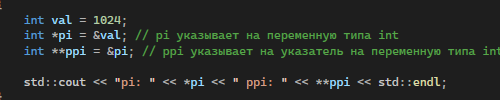 int val = 1024;
int *pi = &val; // pi указывает на переменную типа int
int **ppi = &pi; // ppi указывает на указатель на переменную типа int
std::cout << "pi: " << *pi << " ppi: " << **ppi << std::endl;